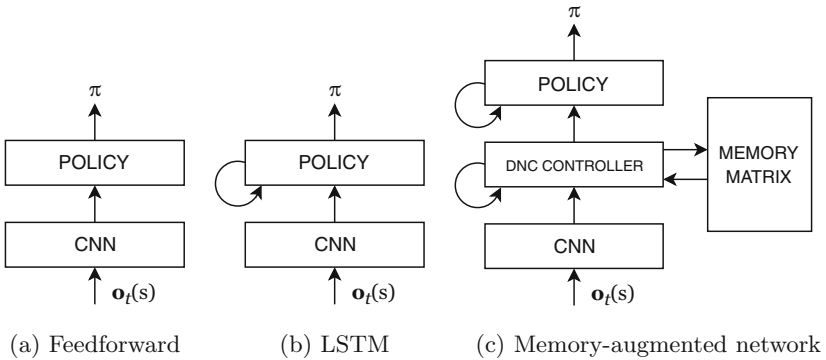 π
POLICY
CNN
o_t(s)
(a) Feedforward
π
POLICY
CNN
o_t(s)
(b) LSTM
π
POLICY
DNC CONTROLLER
MEMORY
MATRIX
CNN
o_t(s)
(c) Memory-augmented network